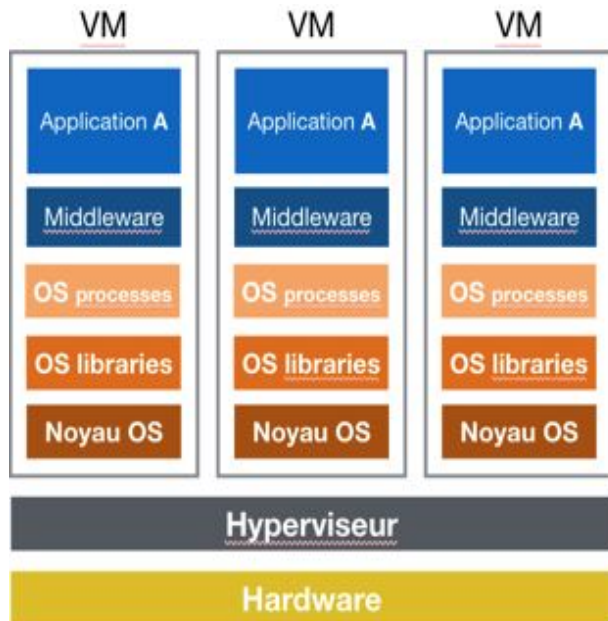 VM VM VM
Application A Application A Application A
Middleware Middleware Middleware
OS processes OS processes OS processes
OS libraries OS libraries OS libraries
Noyau OS Noyau OS Noyau OS
Hyperviseur
Hardware